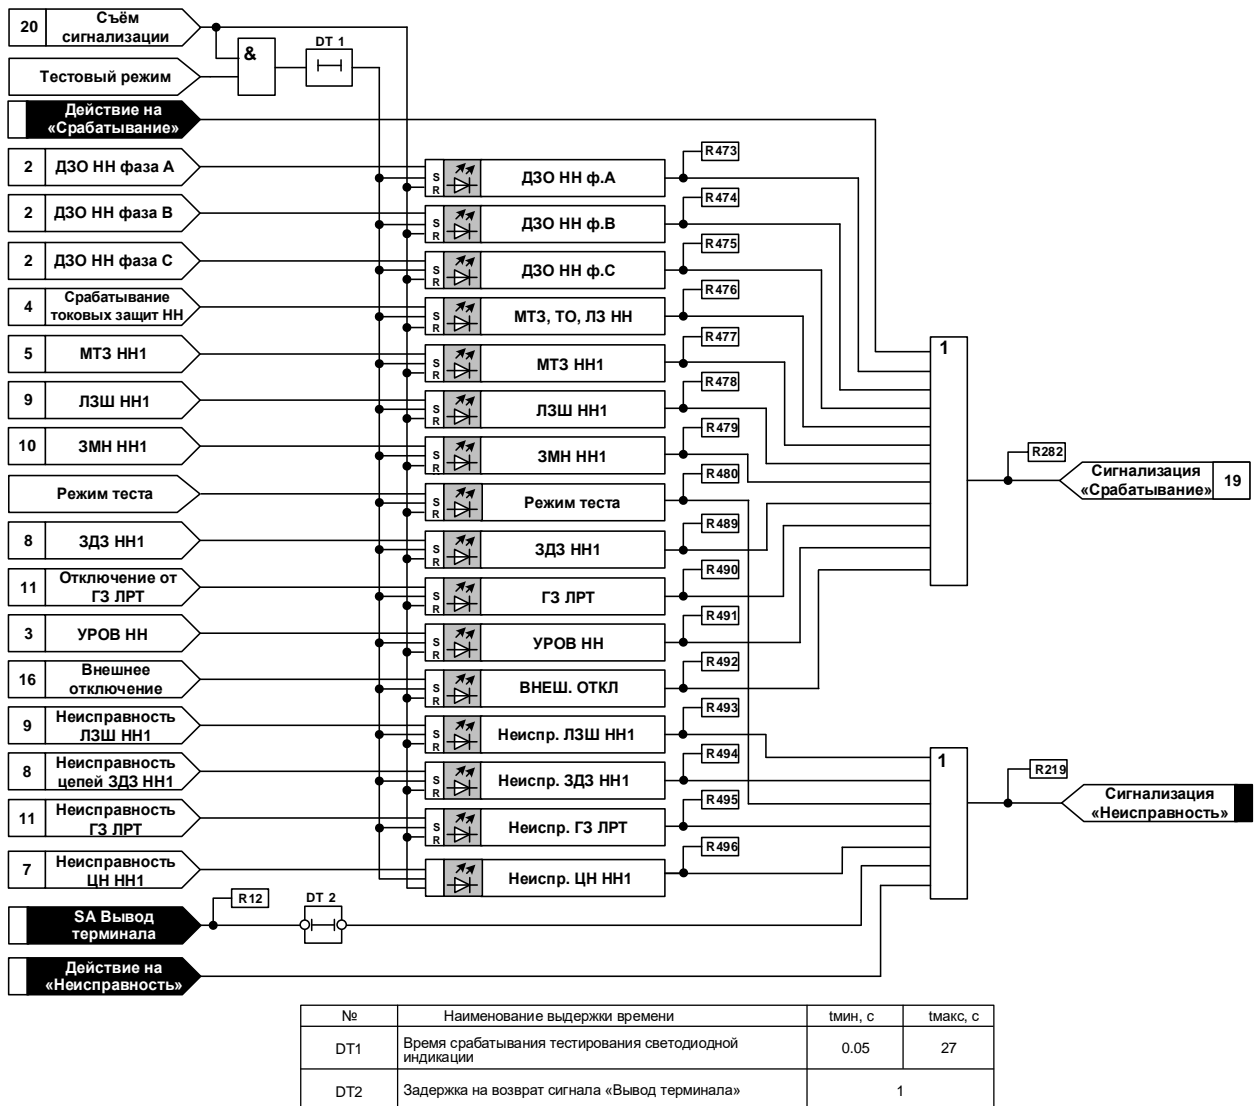 20 Съём
сигнализации
Тестовый режим
&
DT 1
Действие на
«Срабатывание»
2 ДЗО НН фаза А
S
R
ДЗО НН ф.А
R473
2 ДЗО НН фаза В
S
R
ДЗО НН ф.В
R474
2 ДЗО НН фаза С
S
R
ДЗО НН ф.С
R475
4 Срабатывание
токовых защит НН
S
R
МТЗ, ТО, ЛЗ НН
R476
5 МТЗ НН1
S
R
МТЗ НН1
R477
9 ЛЗШ НН1
S
R
ЛЗШ НН1
R478
10 ЗМН НН1
S
R
ЗМН НН1
R479
Режим теста
S
R
Режим теста
R480
8 ЗДЗ НН1
S
R
ЗДЗ НН1
R489
11 Отключение от
ГЗ ЛРТ
S
R
ГЗ ЛРТ
R490
3 УРОВ НН
S
R
УРОВ НН
R491
16 Внешнее
отключение
S
R
ВНЕШ. ОТКЛ
R492
9 Неисправность
ЛЗШ НН1
S
R
Неиспр. ЛЗШ НН1
R493
8 Неисправность
цепей ЗДЗ НН1
S
R
Неиспр. ЗДЗ НН1
R494
11 Неисправность
ГЗ ЛРТ
S
R
Неиспр. ГЗ ЛРТ
R495
7 Неисправность
ЦН НН1
Неиспр. ЦН НН1
R496
1
R282
Сигнализация
«Срабатывание» 19
1
R219
Сигнализация
«Неисправность»
SA Вывод
терминала
R12
DT 2
Действие на
«Неисправность»
№ Наименование выдержки времени tмин, с tмакс, с
DT1 Время срабатывания тестирования светодиодной
индикации 0.05 27
DT2 Задержка на возврат сигнала «Вывод терминала» 1